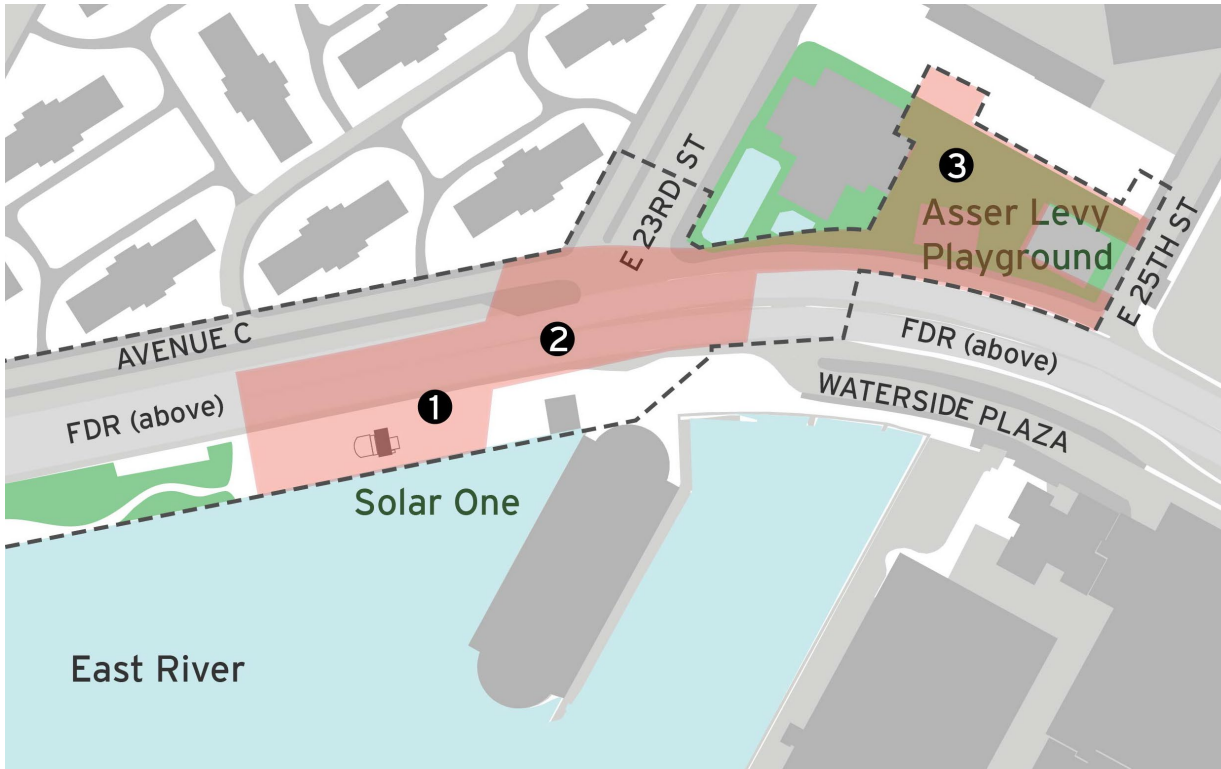 E 23RD ST
3
Asser Levy
Playground
E 25TH ST
AVENUE C
2
FDR (above)
FDR (above)
1
WATERSIDE PLAZA
Solar One
East River